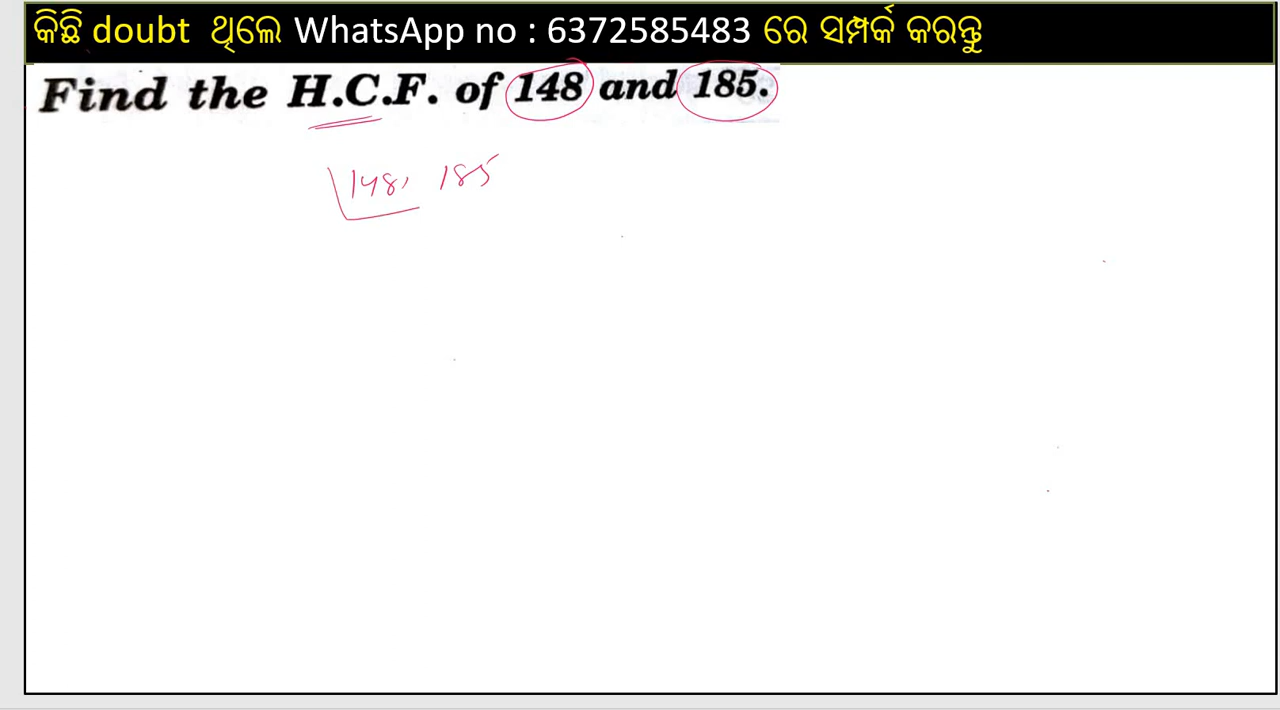 କିଛି doubt ଥିଲେ WhatsApp no : 6372585483 ରେ ସମ୍ପର୍କ କରନ୍ତୁ
Find the H.C.F. of 148 and 185.
148, 185